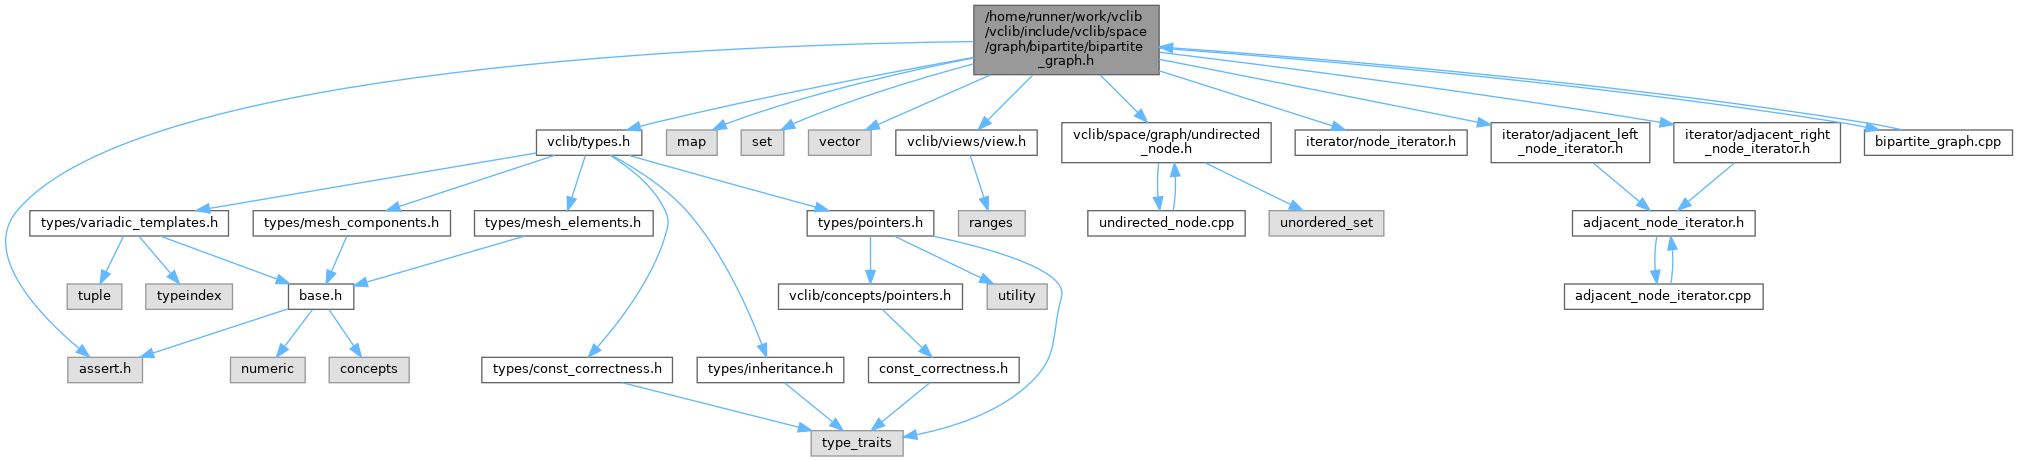 /home/runner/work/vclib
/vclib/include/vclib/space
/graph/bipartite/bipartite
_graph.h
vclib/types.h
map
set
vector
vclib/views/view.h
vclib/space/graph/undirected
_node.h
iterator/node_iterator.h
iterator/adjacent_left
_node_iterator.h
iterator/adjacent_right
_node_iterator.h
bipartite_graph.cpp
types/variadic_templates.h
types/mesh_components.h
types/mesh_elements.h
types/pointers.h
ranges
undirected_node.cpp
unordered_set
adjacent_node_iterator.h
tuple
typeindex
base.h
vclib/concepts/pointers.h
utility
adjacent_node_iterator.cpp
assert.h
numeric
concepts
types/const_correctness.h
types/inheritance.h
const_correctness.h
type_traits